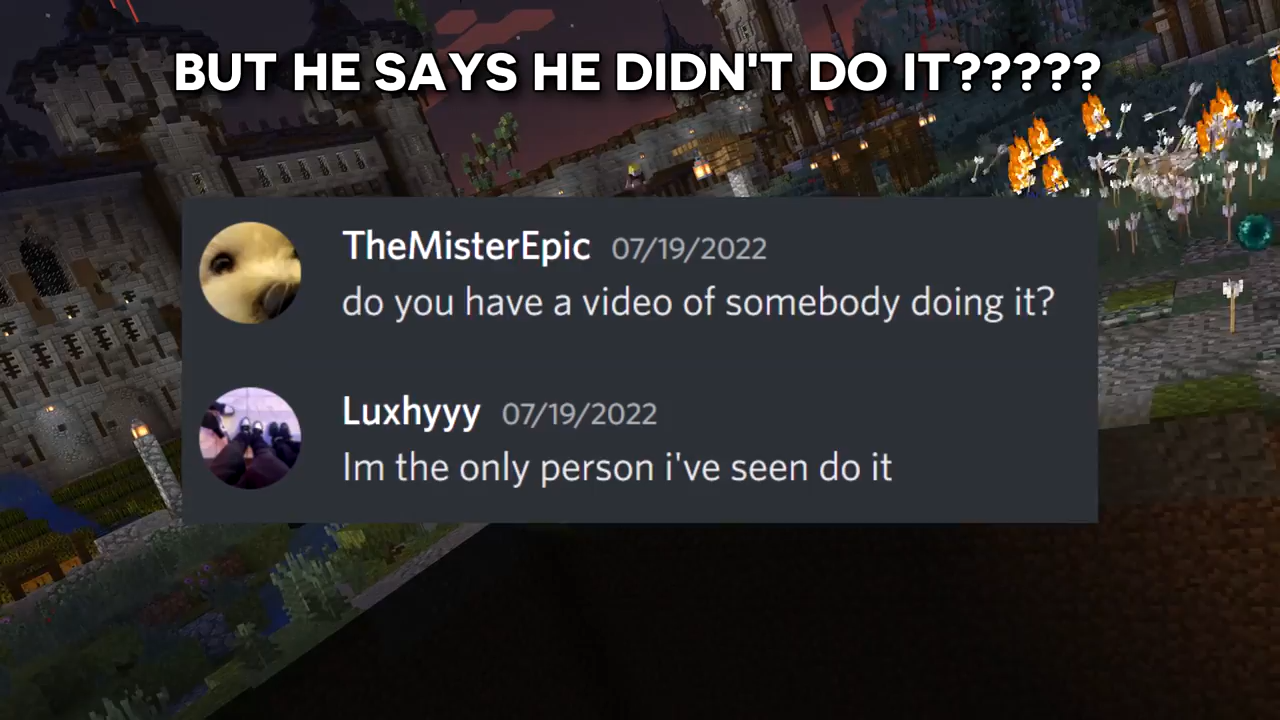 BUT HE SAYS HE DIDN'T DO IT?????
TheMisterEpic 07/19/2022
do you have a video of somebody doing it?
Luxhyyy 07/19/2022
Im the only person i've seen do it